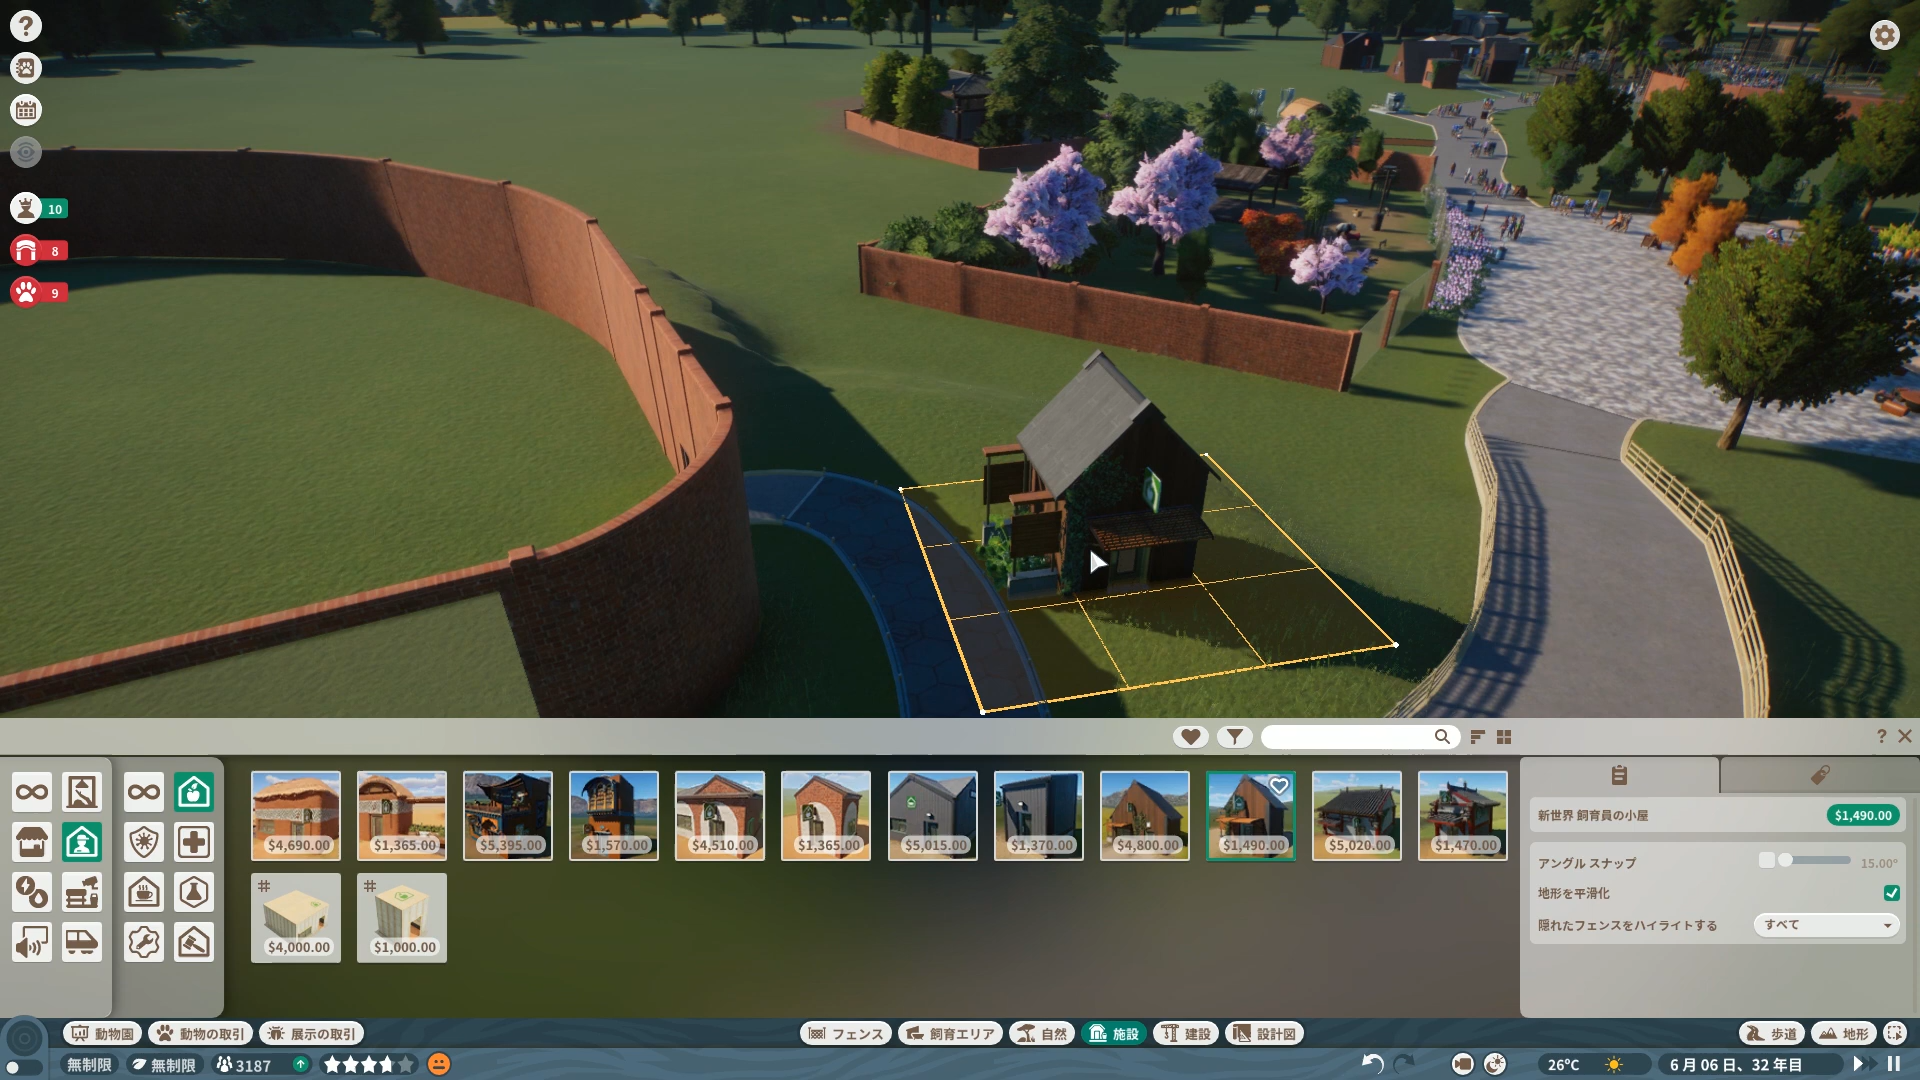 10
8
9
?
$4,690.00
$1,365.00
$5,395.00
$1,570.00
$4,510.00
$1,365.00
$5,015.00
$1,370.00
$4,800.00
$1,490.00
$5,020.00
$1,470.00
$4,000.00
$1,000.00
?
新世界 飼育員の小屋
$1,490.00
アングル スナップ
15.00°
地形を平滑化
隠れたフェンスをハイライトする
すべて
動物園
動物の取引
展示の取引
フェンス
飼育エリア
自然
施設
建設
設計図
歩道
地形
無制限
無制限
3187
26°C
6 月 06 日、32 年目